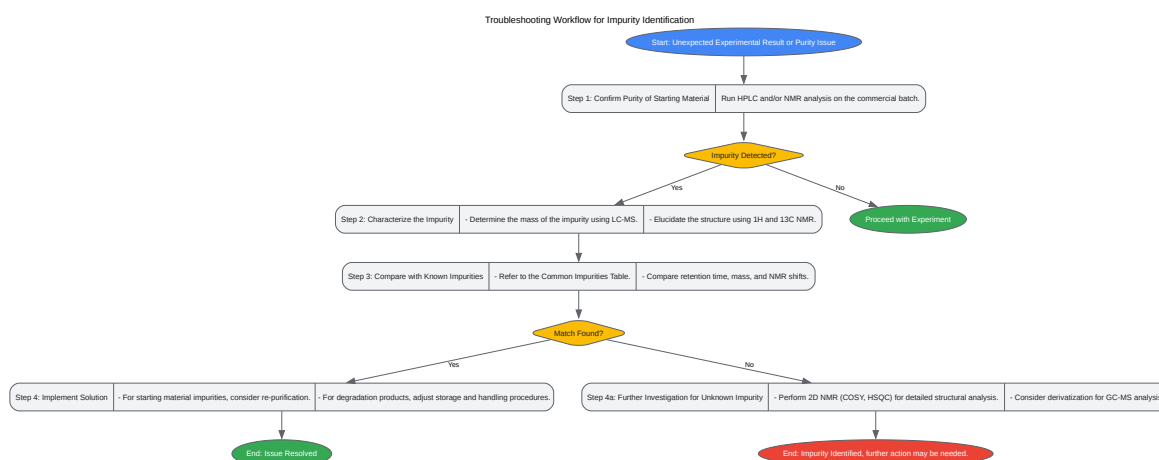 Troubleshooting Workflow for Impurity Identification
Start: Unexpected Experimental Result or Purity Issue
Step 1: Confirm Purity of Starting Material
Run HPLC and/or NMR analysis on the commercial batch.
Impurity Detected?
Yes
No
Step 2: Characterize the Impurity
- Determine the mass of the impurity using LC-MS.
- Elucidate the structure using 1H and 13C NMR.
Proceed with Experiment
Step 3: Compare with Known Impurities
- Refer to the Common Impurities Table.
- Compare retention time, mass, and NMR shifts.
Match Found?
Yes
No
Step 4: Implement Solution
- For starting material impurities, consider re-purification.
- For degradation products, adjust storage and handling procedures.
Step 4a: Further Investigation for Unknown Impurity
- Perform 2D NMR (COSY, HSQC) for detailed structural analysis.
- Consider derivatization for GC-MS analysis
End: Issue Resolved
End: Impurity Identified, further action may be needed.